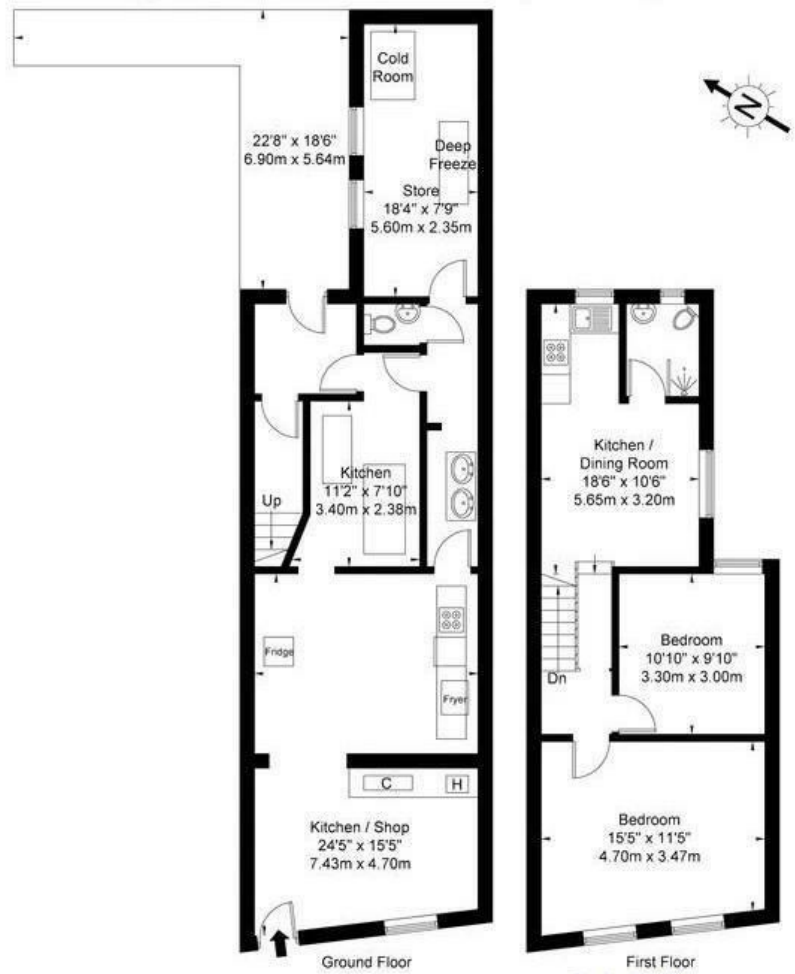 Cold
Room
N
22'8" x 18'6"
6.90m x 5.64m
Deep
Freeze
Store
18'4" x 7'9"
5.60m x 2.35m
Kitchen
11'2" x 7'10"
3.40m x 2.38m
Up
Fridge
Fryer
C
H
Kitchen / Shop
24'5" x 15'5"
7.43m x 4.70m
Ground Floor
Kitchen /
Dining Room
18'6" x 10'6"
5.65m x 3.20m
Bedroom
10'10" x 9'10"
3.30m x 3.00m
Dn
Bedroom
15'5" x 11'5"
4.70m x 3.47m
First Floor